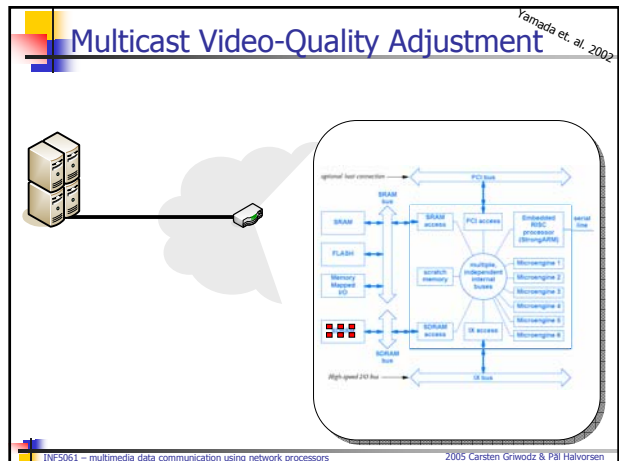 Multicast Video-Quality Adjustment
Yamada et. al. 2002
optional host connection
PCI bus
SRAM bus
SRAM
FLASH
Memory Mapped I/O
SRAM access
PCI access
Embedded RISC processor (StrongARM)
serial line
scratch memory
multiple, independent internal buses
Microengine 1
Microengine 2
Microengine 3
Microengine 4
Microengine 5
Microengine 6
SDRAM access
IX access
SDRAM bus
High-speed I/O bus
IX bus
INF5061 – multimedia data communication using network processors
2005 Carsten Griwodz & Pål Halvorsen